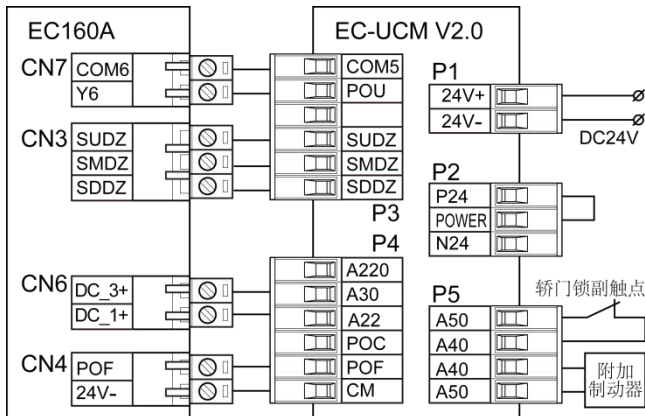 EC160A
EC-UCM V2.0
CN7
COM6
Y6
COM5
POU
P1
24V+
24V-
DC24V
CN3
SUDZ
SMDZ
SDDZ
SUDZ
SMDZ
SDDZ
P3
P2
P24
POWER
N24
P4
CN6
DC_3+
DC_1+
A220
A30
A22
POC
POF
CM
CN4
POF
24V-
P5
A50
A40
A40
A50
轿门锁副触点
附加
制动器